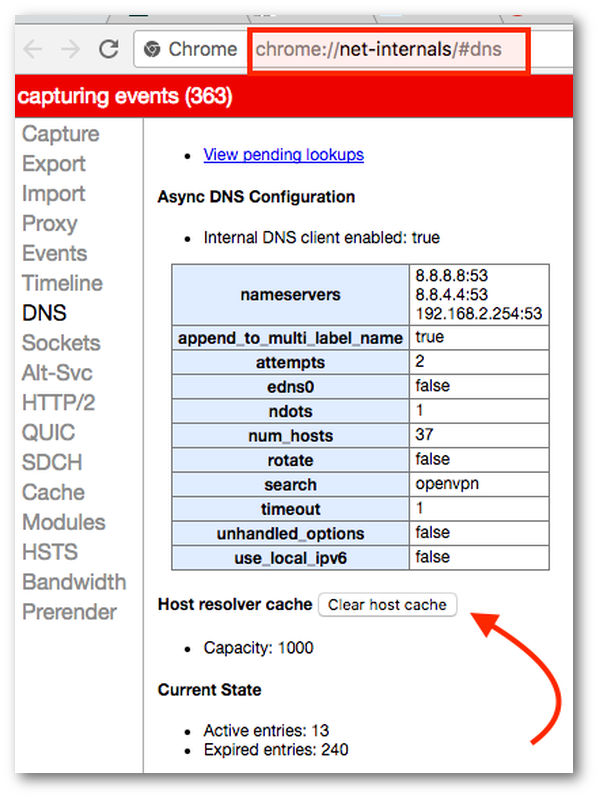 Chrome chrome://net-internals/#dns
capturing events (363)
Capture
Export
Import
Proxy
Events
Timeline
DNS
Sockets
Alt-Svc
HTTP/2
QUIC
SDCH
Cache
Modules
HSTS
Bandwidth
Prerender
View pending lookups
Async DNS Configuration
Internal DNS client enabled: true
nameservers 8.8.8.8:53
8.8.4.4:53
192.168.2.254:53
append_to_multi_label_name true
attempts 2
edns0 false
ndots 1
num_hosts 37
rotate false
search openvpn
timeout 1
unhandled_options false
use_local_ipv6 false
Host resolver cache Clear host cache
Capacity: 1000
Current State
Active entries: 13
Expired entries: 240